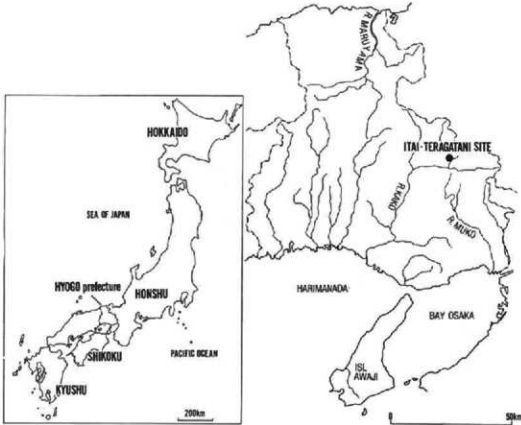 HOKKAIDO
SEA OF JAPAN
HYOGO prefecture
HONSHU
SHIKOKU
PACIFIC OCEAN
KYUSHU
200km
R.MARUYAMA
ITAI-TERAGATANI SITE
R.KAKO
R.MUKO
HARIMANADA
BAY OSAKA
ISL
AWAJI
0
50km